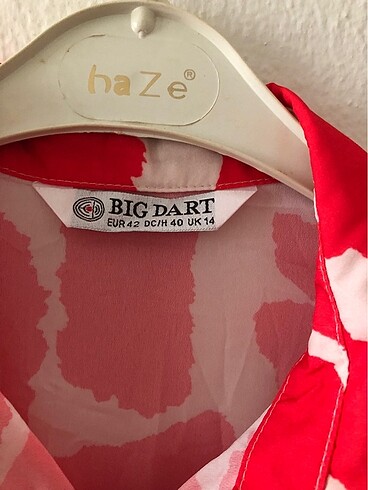 haZe®
BIG DART
EUR 42 DC/H 40 UK 14